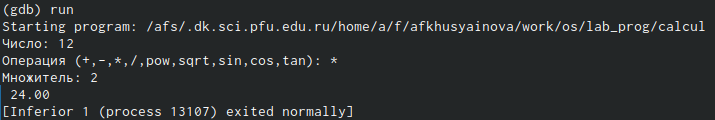 (gdb) run
Starting program: /afs/.dk.sci.pfu.edu.ru/home/a/f/afkhusyainova/work/os/lab_prog/calcul
Число: 12
Операция (+,-,*,/,pow,sqrt,sin,cos,tan): *
Множитель: 2
 24.00
[Inferior 1 (process 13107) exited normally]